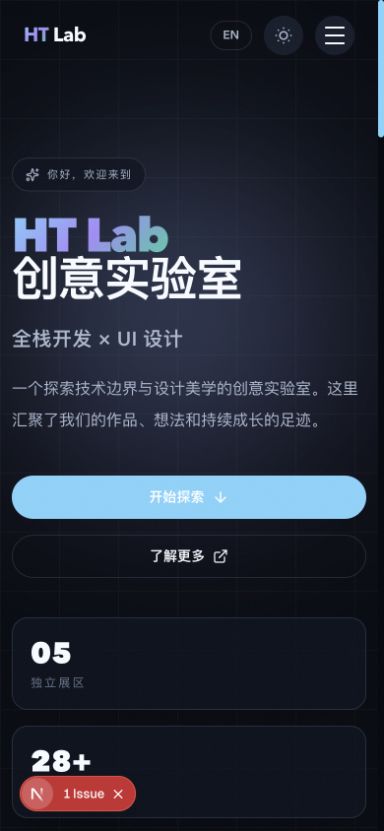 HT Lab
EN
你好，欢迎来到
HT Lab
创意实验室
全栈开发 × UI 设计
一个探索技术边界与设计美学的创意实验室。这里
汇聚了我们的作品、想法和持续成长的足迹。
开始探索 ↓
了解更多
05
独立展区
28+
N 1 Issue ×